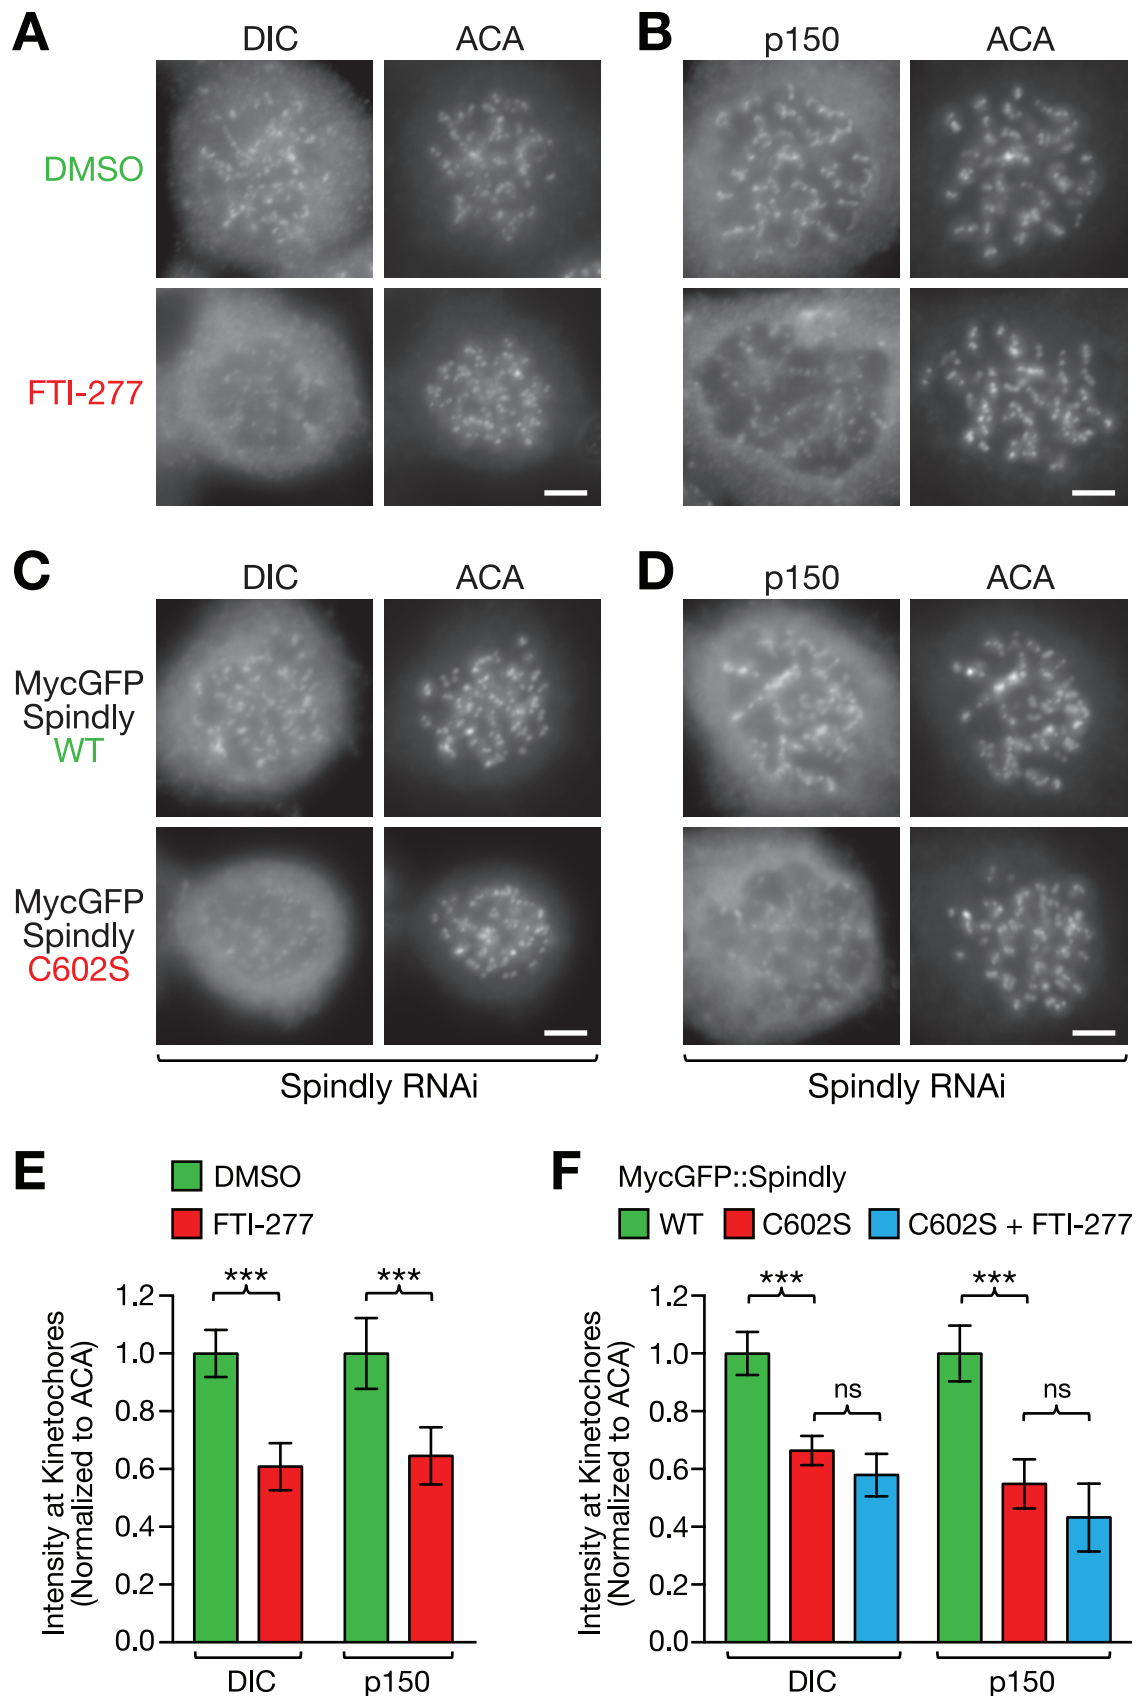 A
DIC
ACA
B
p150
ACA
DMSO
FTI-277
C
DIC
ACA
D
p150
ACA
MycGFP
Spindly
WT
MycGFP
Spindly
C602S
Spindly RNAi
Spindly RNAi
E
DMSO
FTI-277
Intensity at Kinetochores
(Normalized to ACA)
1.2
1.0
0.8
0.6
0.4
0.2
0.0
***
***
DIC
p150
F
MycGFP::Spindly
WT
C602S
C602S + FTI-277
Intensity at Kinetochores
(Normalized to ACA)
1.2
1.0
0.8
0.6
0.4
0.2
0.0
***
ns
***
ns
DIC
p150